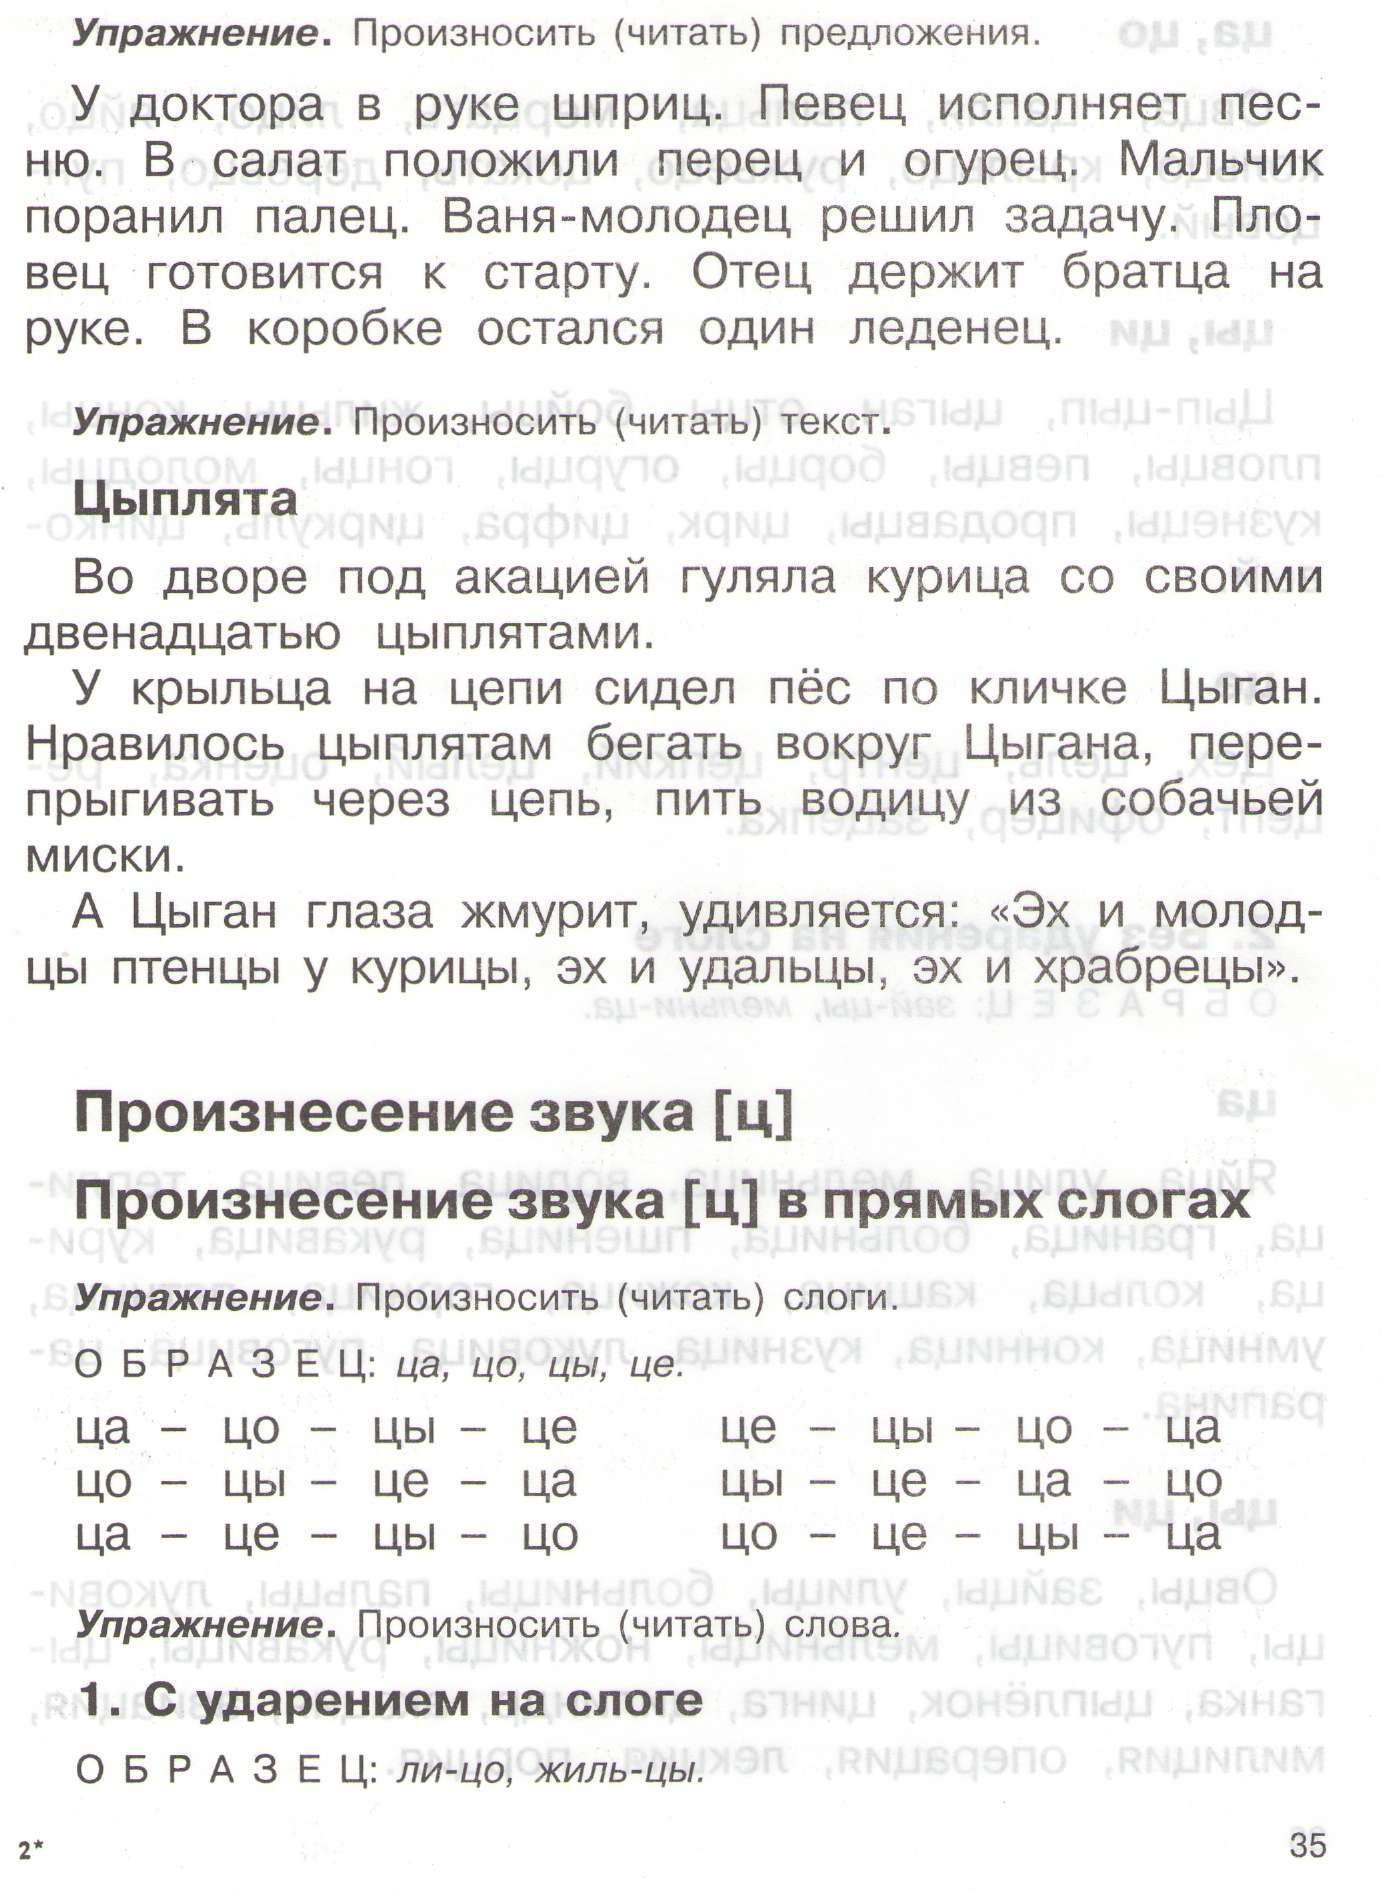 Упражнение. Произносить (читать) предложения.
У доктора в руке шприц. Певец исполняет пес-
ню. В салат положили перец и огурец. Мальчик
поранил палец. Ваня-молодец решил задачу. Пло-
вец готовится к старту. Отец держит братца на
руке. В коробке остался один леденец.
Упражнение. Произносить (читать) текст.
Цыплята
Во дворе под акацией гуляла курица со своими
двенадцатью цыплятами.
У крыльца на цепи сидел пёс по кличке Цыган.
Нравилось цыплятам бегать вокруг Цыгана, пере-
прыгивать через цепь, пить водицу из собачьей
миски.
А Цыган глаза жмурит, удивляется: «Эх и молод-
цы птенцы у курицы, эх и удальцы, эх и храбрецы».
Произнесение звука [ц]
Произнесение звука [ц] в прямых слогах
Упражнение. Произносить (читать) слоги.
О Б Р А З Е Ц: ца, цо, цы, це.
ца – цо – цы – це це – цы – цо – ца
цо – цы – це – ца цы – це – ца – цо
ца – це – цы – цо цо – це – цы – ца
Упражнение. Произносить (читать) слова.
1. С ударением на слоге
О Б Р А З Е Ц: ли-цо, жиль-цы.
2* 35